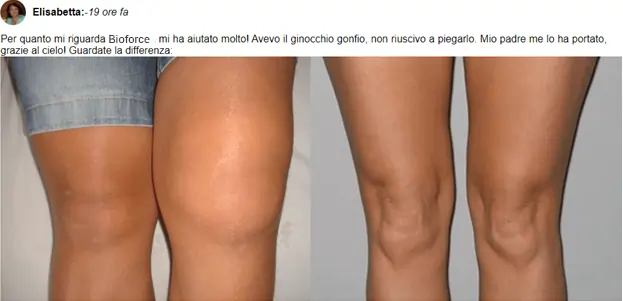 Elisabetta:-19 ore fa
Per quanto mi riguarda Bioforce mi ha aiutato molto! Avevo il ginocchio gonfio, non riuscivo a piegarlo. Mio padre me lo ha portato,
grazie al cielo! Guardate la differenza: